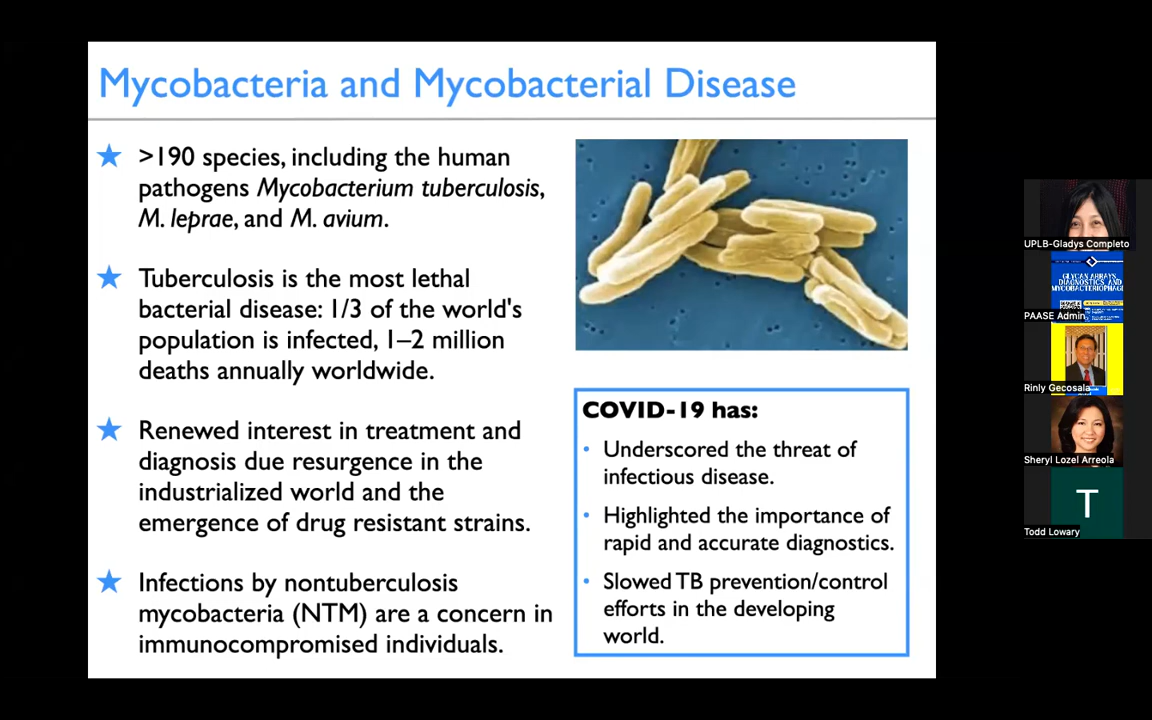 Mycobacteria and Mycobacterial Disease
>190 species, including the human
pathogens Mycobacterium tuberculosis,
M. leprae, and M. avium.
Tuberculosis is the most lethal
bacterial disease: 1/3 of the world's
population is infected, 1–2 million
deaths annually worldwide.
Renewed interest in treatment and
diagnosis due resurgence in the
industrialized world and the
emergence of drug resistant strains.
Infections by nontuberculosis
mycobacteria (NTM) are a concern in
immunocompromised individuals.
COVID-19 has:
• Underscored the threat of
infectious disease.
• Highlighted the importance of
rapid and accurate diagnostics.
• Slowed TB prevention/control
efforts in the developing
world.
UPLB-Gladys Completo
GLYCAN ARRAYS,
DIAGNOSTICS, AND
MYCOBACTERIOPHAGE
PAASE Admin
Rinly Gecosala
Sheryl Lozel Arreola
T
Todd Lowary